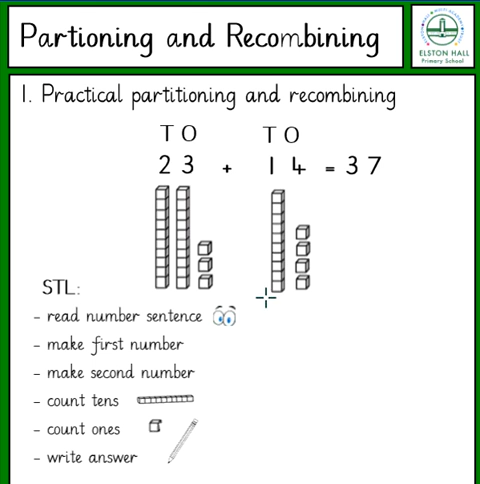 Partioning and Recombining
ELSTON HALL
Primary School
1. Practical partitioning and recombining
T O T O
2 3 + 1 4 = 3 7
STL:
- read number sentence
- make first number
- make second number
- count tens
- count ones
- write answer